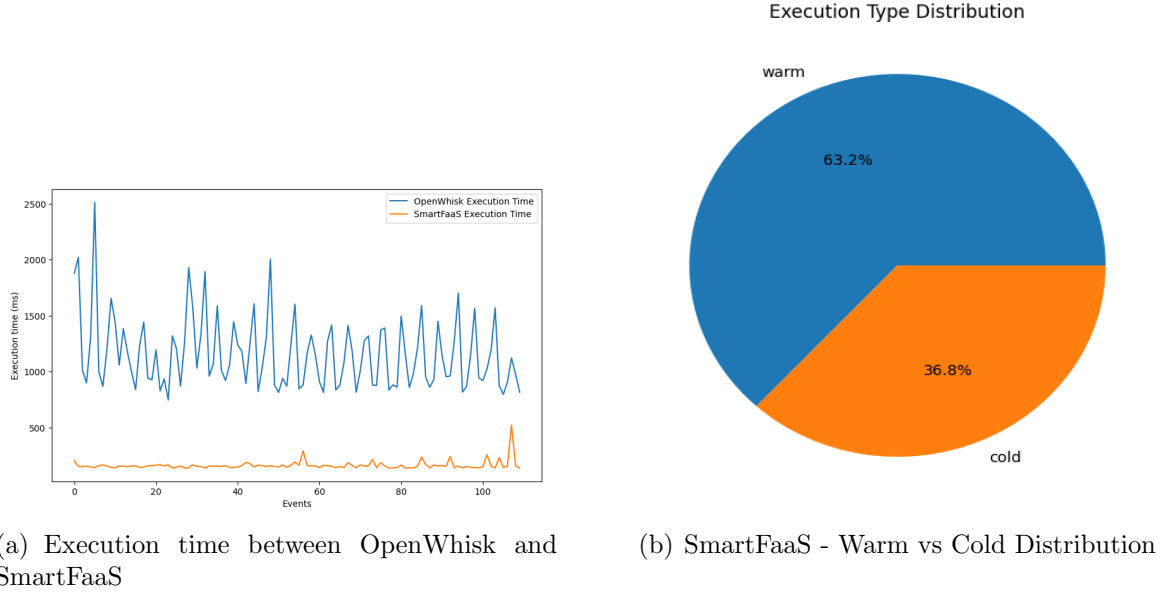 Execution Type Distribution
warm
63.2%
36.8%
cold
2500
2000
1500
1000
500
Execution time (ms)
OpenWhisk Execution Time
SmartFaaS Execution Time
0
20
40
60
80
100
Events
(a) Execution time between OpenWhisk and
SmartFaaS
(b) SmartFaaS - Warm vs Cold Distribution